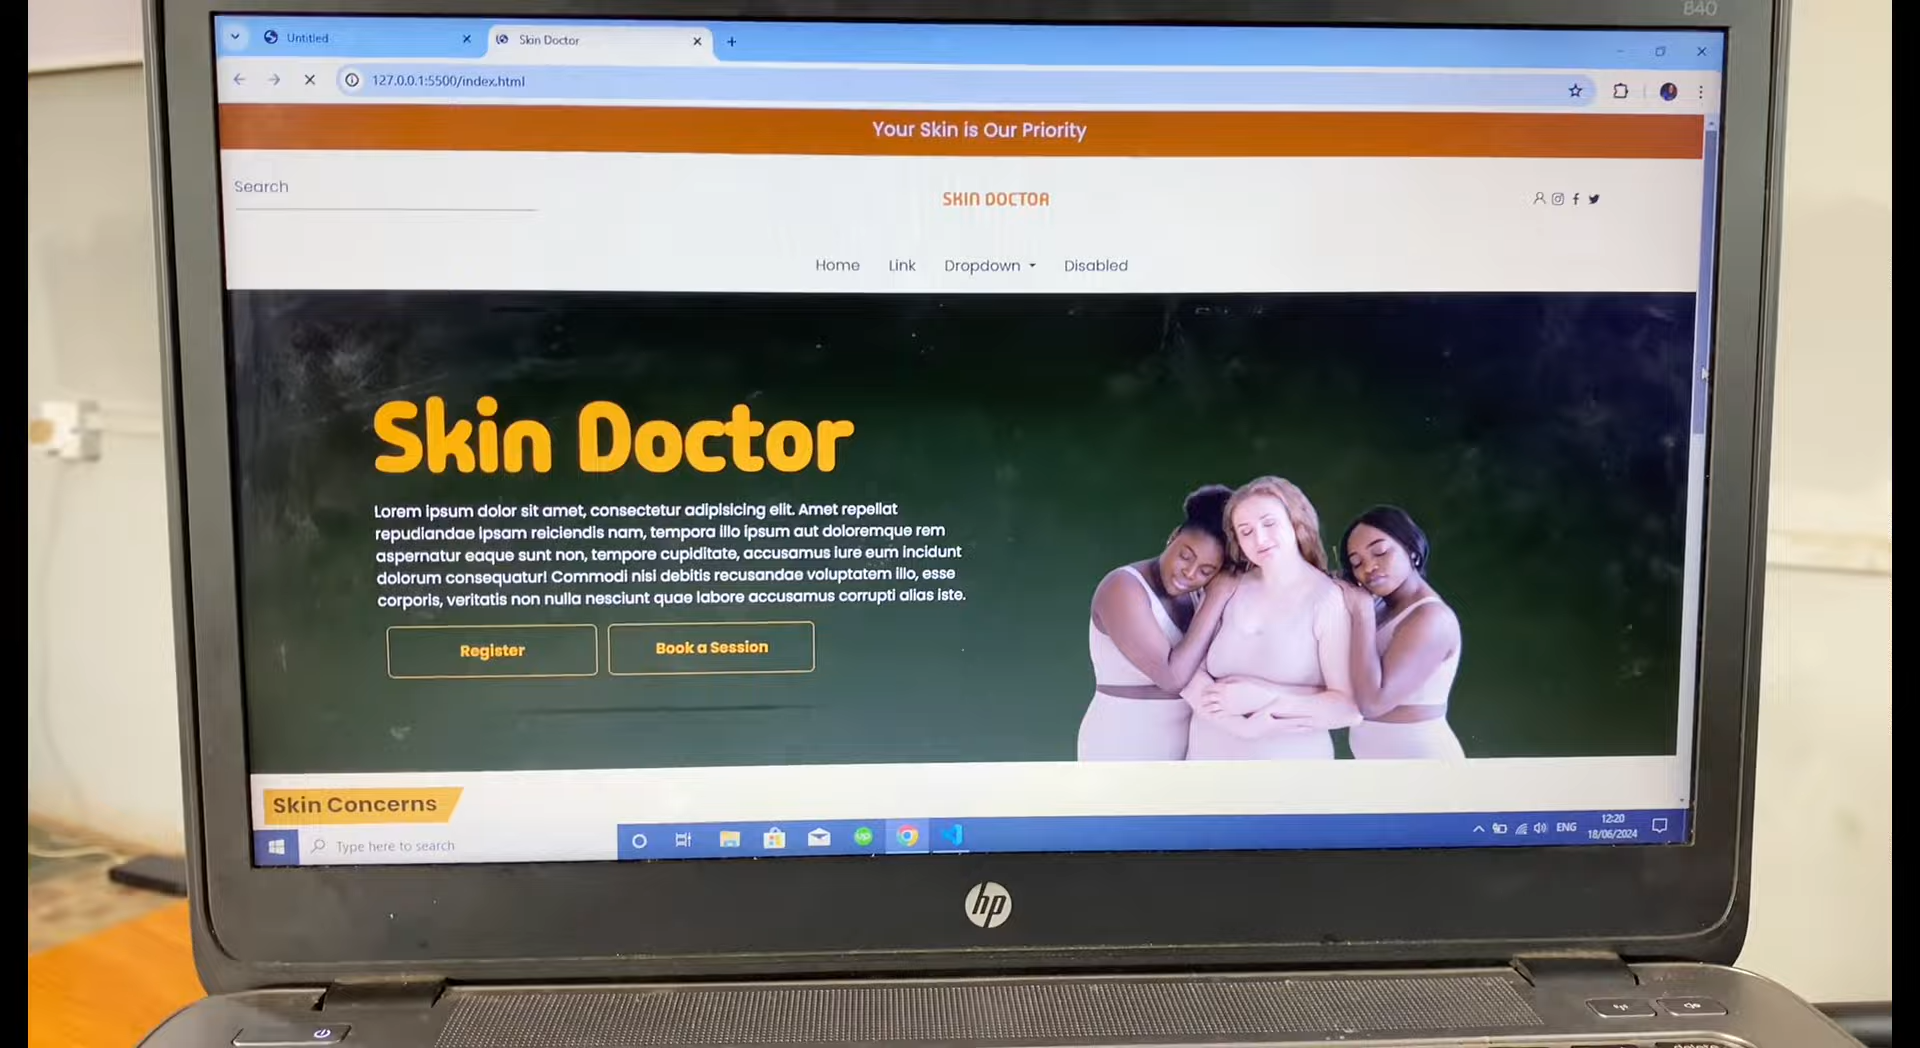 840
Untitled
Skin Doctor
127.0.0.1:5500/index.html
Your Skin is Our Priority
Search
SKIN DOCTOR
Home Link Dropdown Disabled
Skin Doctor
Lorem ipsum dolor sit amet, consectetur adipisicing elit. Amet repellat
repudiandae ipsam reiciendis nam, tempora illo ipsum aut doloremque rem
aspernatur eaque sunt non, tempore cupiditate, accusamus iure eum incidunt
dolorum consequatur! Commodi nisi debitis recusandae voluptatem illo, esse
corporis, veritatis non nulla nesciunt quae labore accusamus corrupti alias iste.
Register Book a Session
Skin Concerns
Type here to search
up
ENG
12:20
18/06/2024
hp